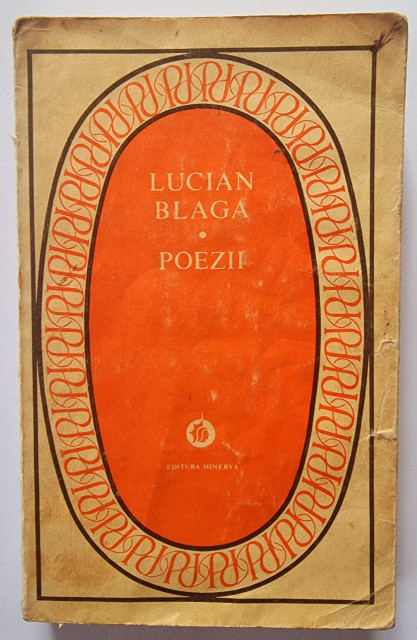 LUCIAN
BLAGA
•
POEZII
EDITURA MINERVA